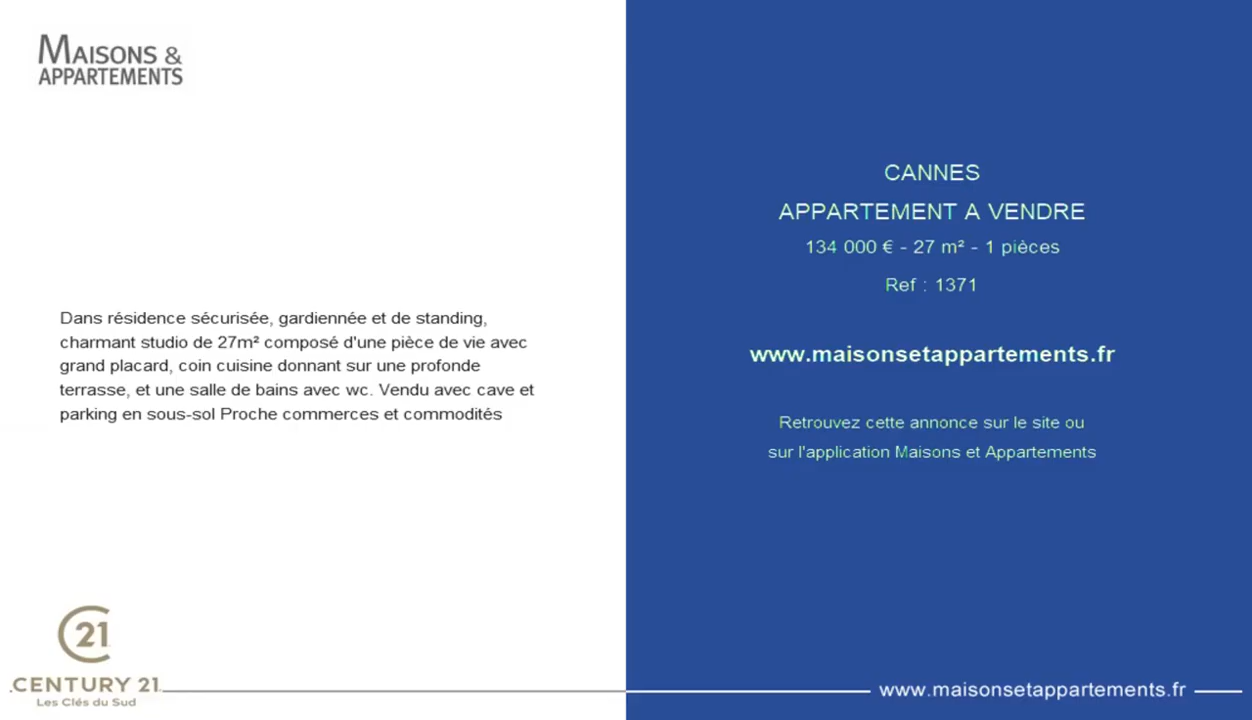 MAISONS &
APPARTEMENTS
Dans résidence sécurisée, gardiennée et de standing,
charmant studio de 27m² composé d'une pièce de vie avec
grand placard, coin cuisine donnant sur une profonde
terrasse, et une salle de bains avec wc. Vendu avec cave et
parking en sous-sol Proche commerces et commodités
21
CENTURY 21
Les Clés du Sud
CANNES
APPARTEMENT A VENDRE
134 000 € - 27 m² - 1 pièces
Ref : 1371
www.maisonsetappartements.fr
Retrouvez cette annonce sur le site ou
sur l'application Maisons et Appartements
www.maisonsetappartements.fr